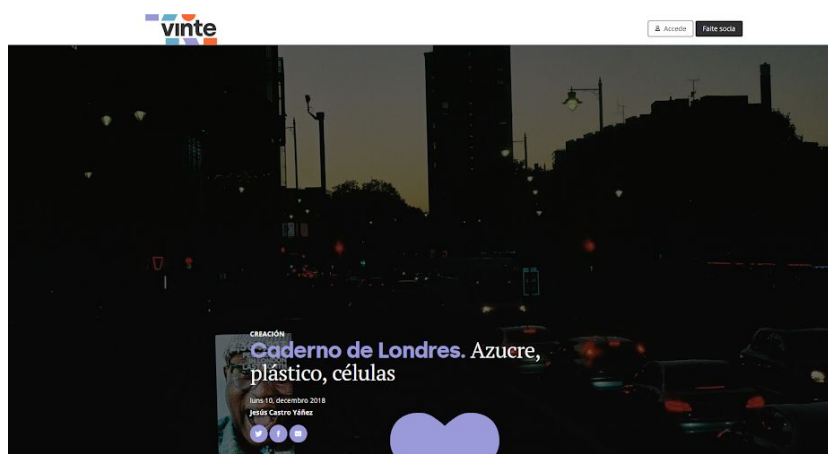 vinte
Accede
Faite socia
CREACIÓN
Caderno de Londres. Azucre,
plástico, células
luns 10, decembro 2018
Jesús Castro Yáñez